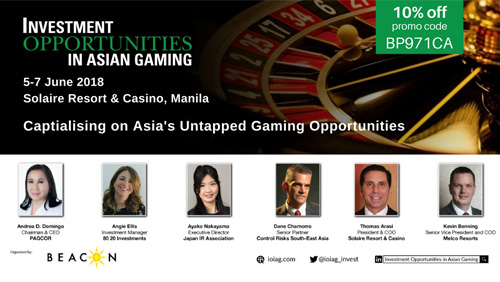 INVESTMENT
OPPORTUNITIES
IN ASIAN GAMING
10% off
promo code
BP971CA
5-7 June 2018
Solaire Resort & Casino, Manila
Captialising on Asia's Untapped Gaming Opportunities
Andrea D. Domingo
Chairman & CEO
PAGCOR
Angie Ellis
Investment Manager
80 20 Investments
Ayako Nakayama
Executive Director
Japan IR Association
Dane Chamorro
Senior Partner
Control Risks South-East Asia
Thomas Arasi
President & COO
Solaire Resort & Casino
Kevin Benning
Senior Vice President and COO
Melco Resorts
Organised by:
BEACON
ioiag.com
@ioiag_invest
in Investment Opportunities in Asian Gaming